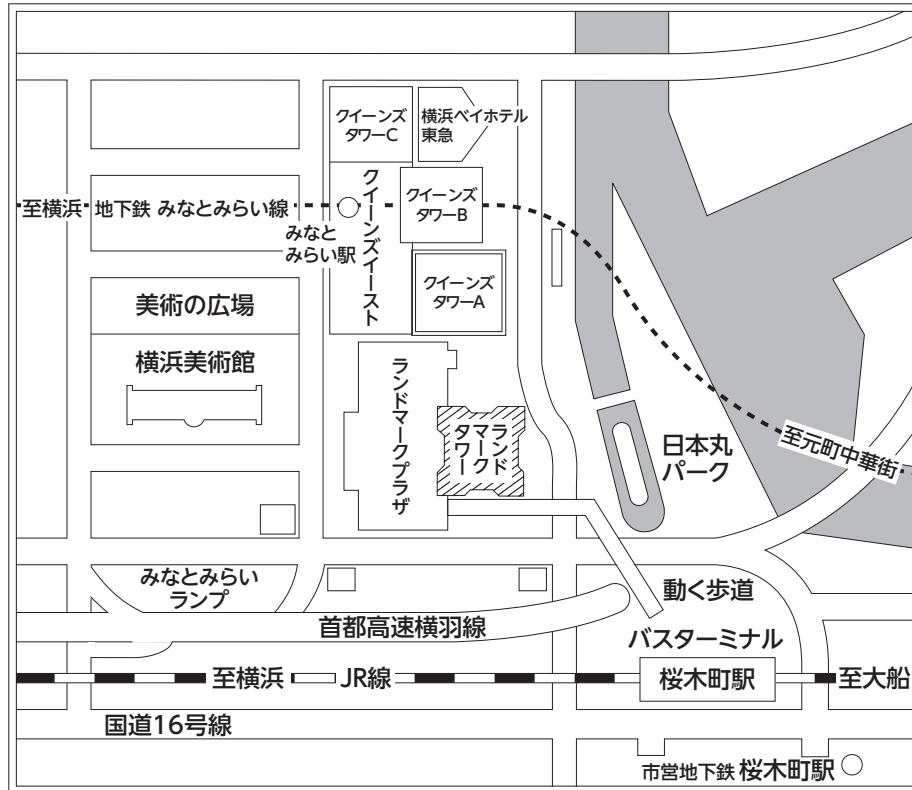 クイーンズ
タワーC
横浜ベイホテル
東急
至横浜
地下鉄 みなとみらい線
みなと
みらい駅
クイーンズイースト
クイーンズ
タワーB
クイーンズ
タワーA
美術の広場
横浜美術館
ランドマークプラザ
ランド
マーク
タワー
日本丸
パーク
至元町中華街
みなとみらい
ランプ
動く歩道
首都高速横羽線
バスターミナル
至横浜
JR線
桜木町駅
至大船
国道16号線
市営地下鉄 桜木町駅